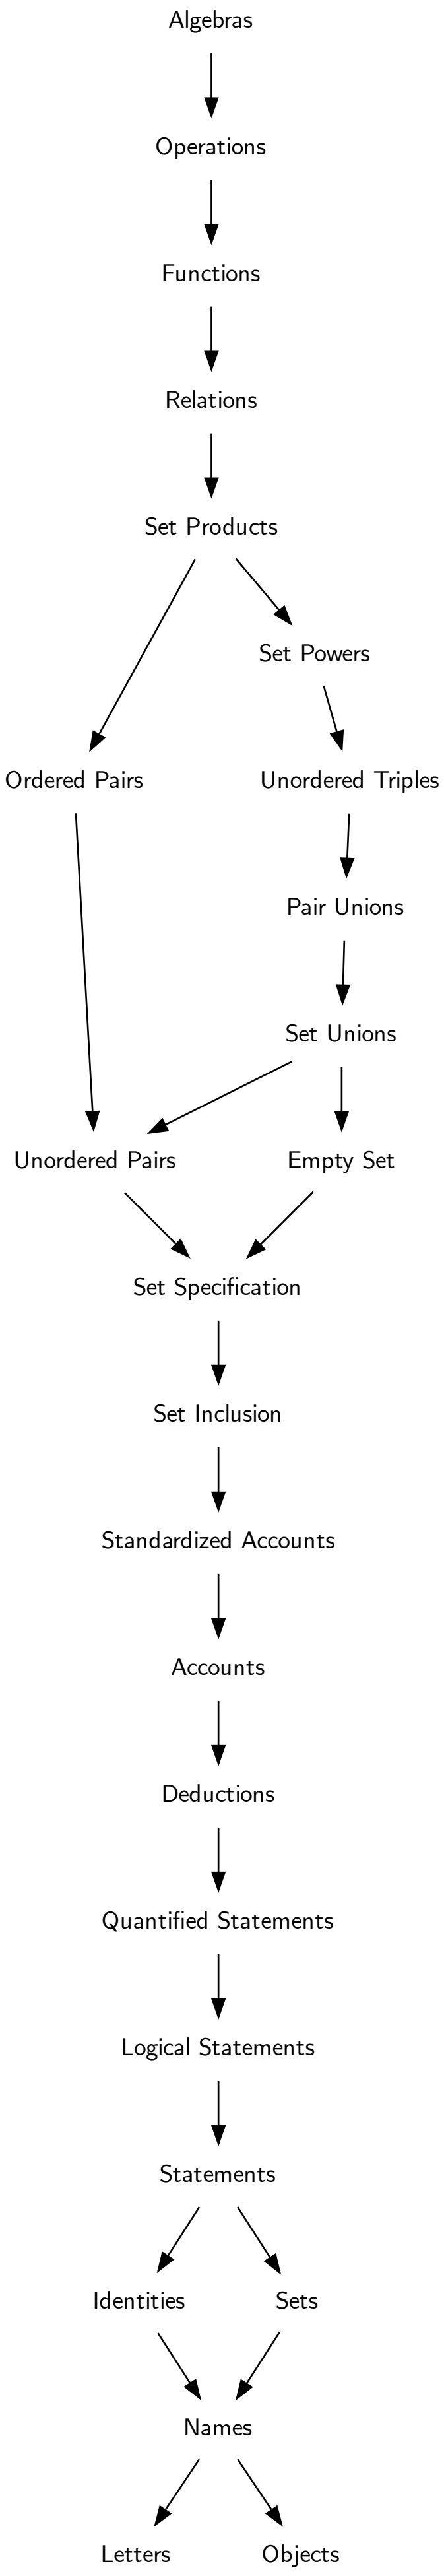 Algebras
Operations
Functions
Relations
Set Products
Set Powers
Ordered Pairs
Unordered Triples
Pair Unions
Set Unions
Unordered Pairs
Empty Set
Set Specification
Set Inclusion
Standardized Accounts
Accounts
Deductions
Quantified Statements
Logical Statements
Statements
Identities
Sets
Names
Letters
Objects